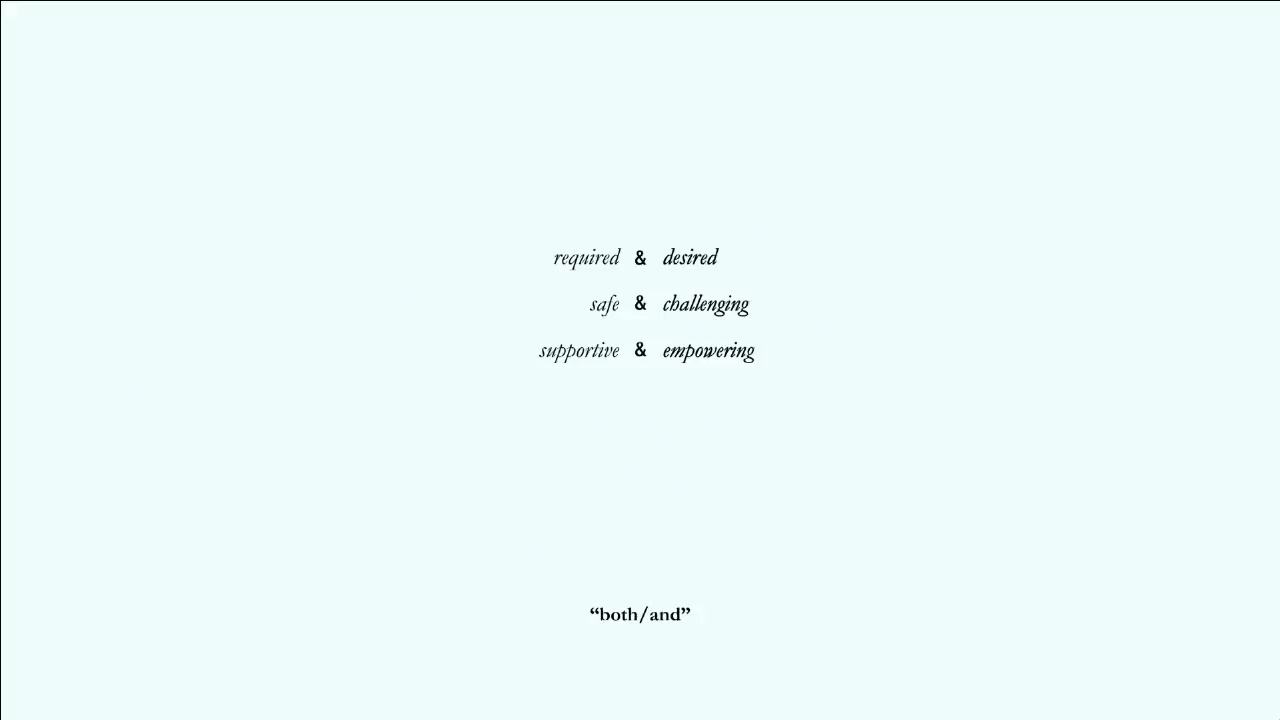 required & desired
safe & challenging
supportive & empowering
“both/and”